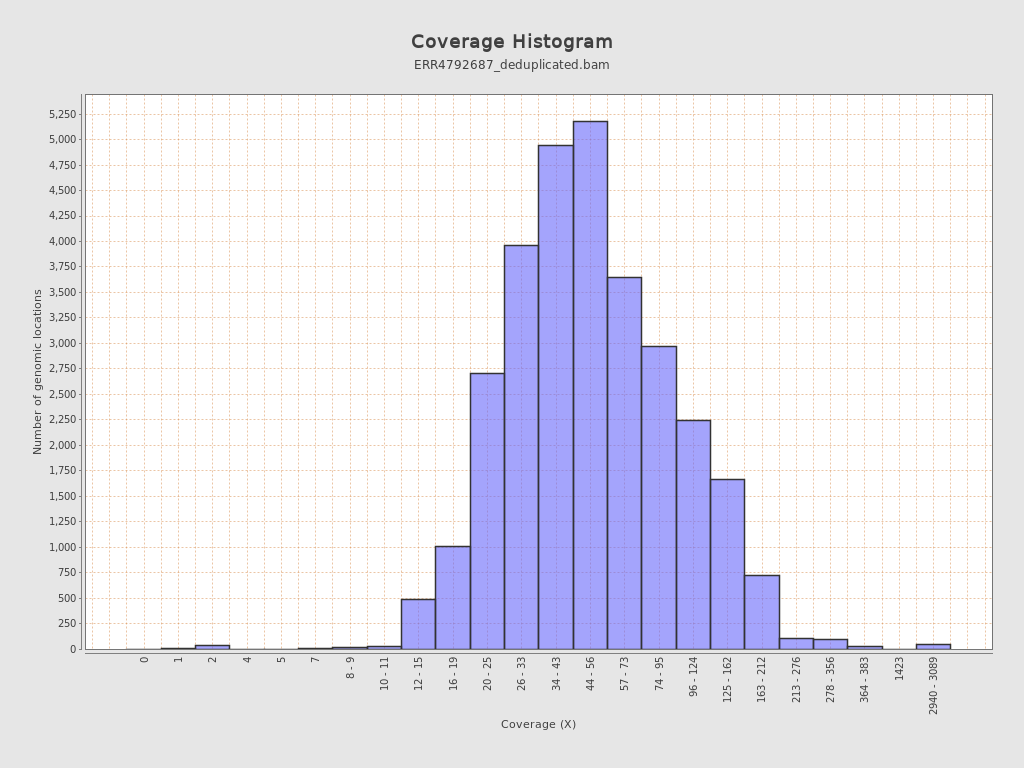 Coverage Histogram
ERR4792687_deduplicated.bam
Number of genomic locations
5,250
5,000
4,750
4,500
4,250
4,000
3,750
3,500
3,250
3,000
2,750
2,500
2,250
2,000
1,750
1,500
1,250
1,000
750
500
250
0
0
1
2
4
5
7
8 - 9
10 - 11
12 - 15
16 - 19
20 - 25
26 - 33
34 - 43
44 - 56
57 - 73
74 - 95
96 - 124
125 - 162
163 - 212
213 - 276
278 - 356
364 - 383
1423
2940 - 3089
Coverage (X)